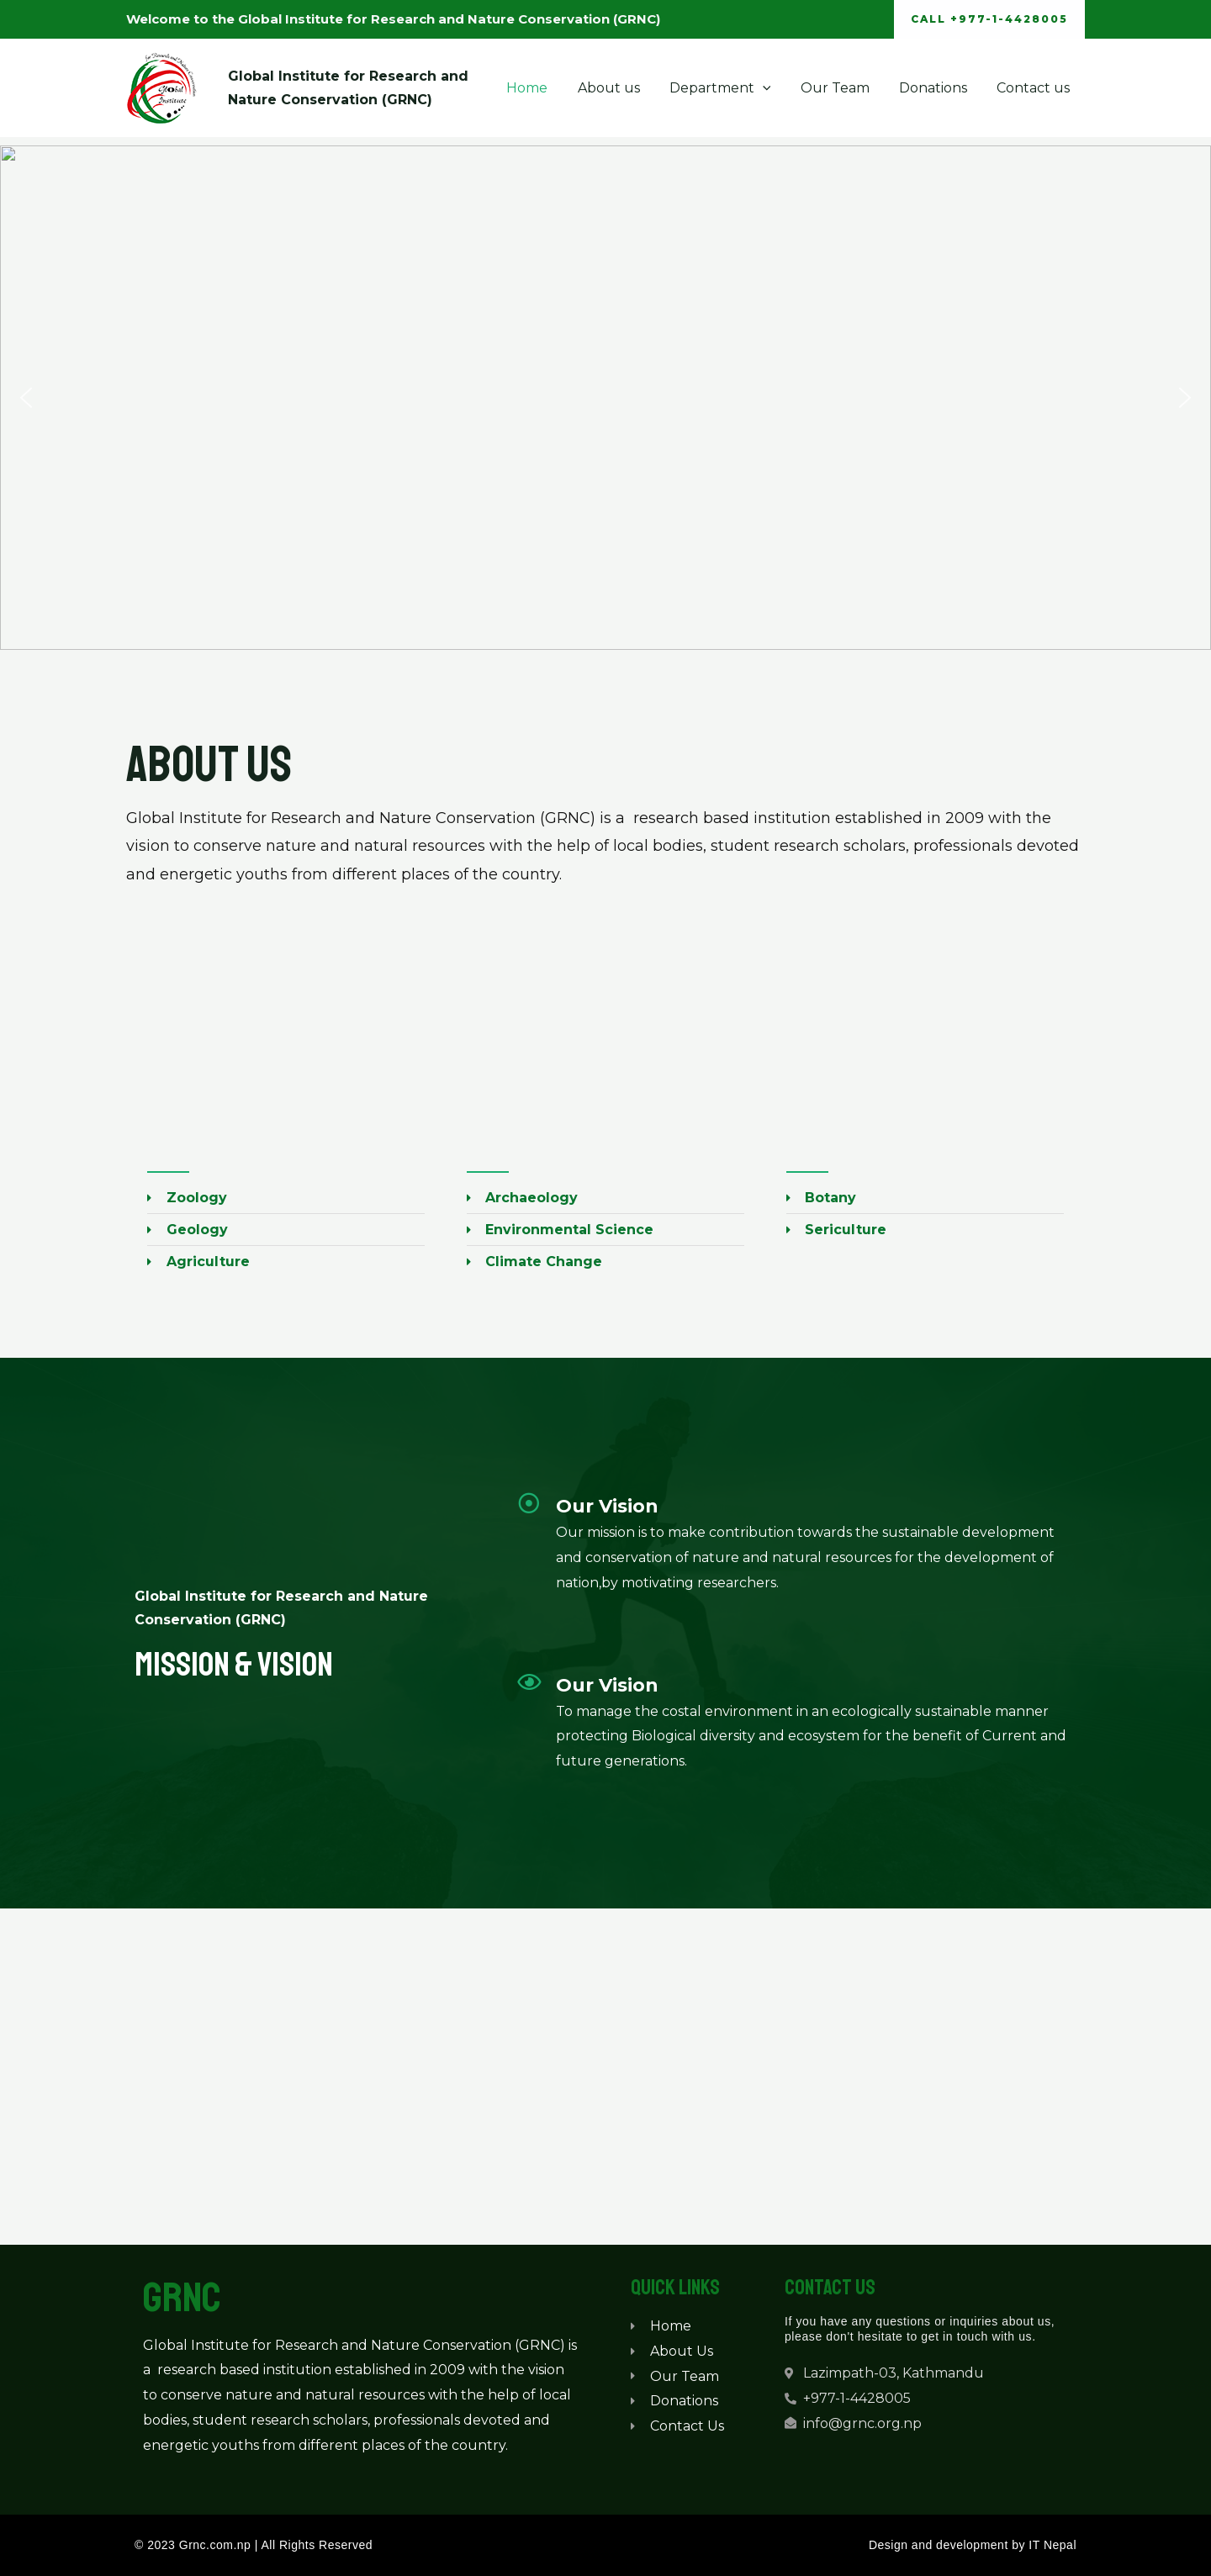 Welcome to the Global Institute for Research and Nature Conservation (GRNC)
CALL +977-1-4428005
For Research and Nature Conservation
Global
Institute
Global Institute for Research and
Nature Conservation (GRNC)
Home
About us
Department
Our Team
Donations
Contact us
ABOUT US
Global Institute for Research and Nature Conservation (GRNC) is a  research based institution established in 2009 with the
vision to conserve nature and natural resources with the help of local bodies, student research scholars, professionals devoted
and energetic youths from different places of the country.
Zoology
Geology
Agriculture
Archaeology
Environmental Science
Climate Change
Botany
Sericulture
Global Institute for Research and Nature
Conservation (GRNC)
MISSION & VISION
Our Vision
Our mission is to make contribution towards the sustainable development
and conservation of nature and natural resources for the development of
nation,by motivating researchers.
Our Vision
To manage the costal environment in an ecologically sustainable manner
protecting Biological diversity and ecosystem for the benefit of Current and
future generations.
GRNC
Global Institute for Research and Nature Conservation (GRNC) is
a  research based institution established in 2009 with the vision
to conserve nature and natural resources with the help of local
bodies, student research scholars, professionals devoted and
energetic youths from different places of the country.
QUICK LINKS
Home
About Us
Our Team
Donations
Contact Us
CONTACT US
If you have any questions or inquiries about us,
please don't hesitate to get in touch with us.
Lazimpath-03, Kathmandu
+977-1-4428005
info@grnc.org.np
© 2023 Grnc.com.np | All Rights Reserved
Design and development by IT Nepal